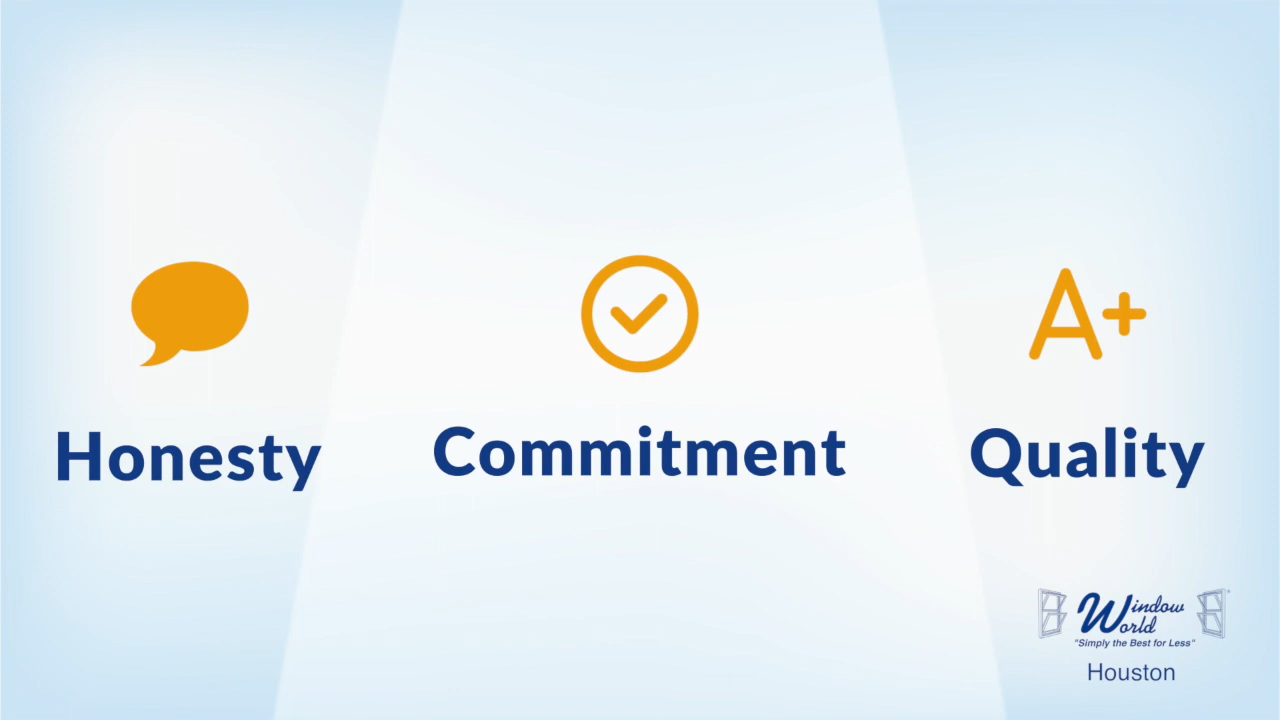 A+
Honesty
Commitment
Quality
Window
World
"Simply the Best for Less"
Houston